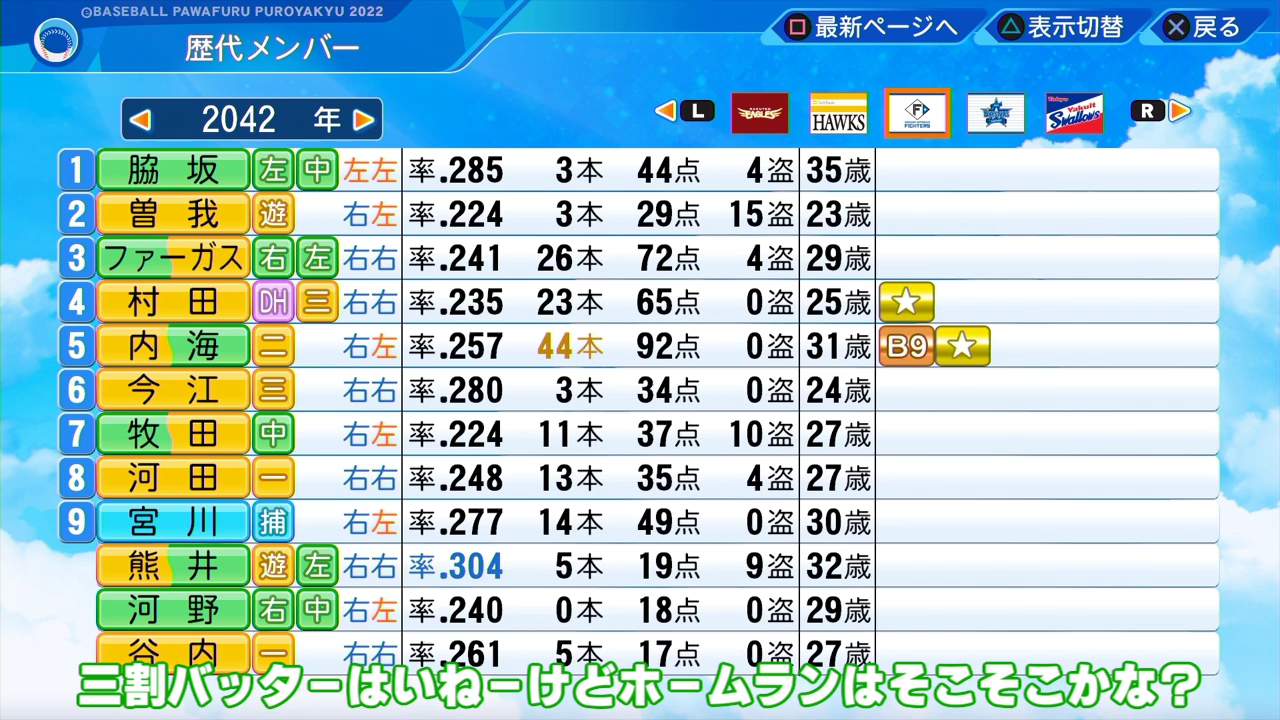 ©BASEBALL PAWAFURU PUROYAKYU 2022
歴代メンバー
最新ページへ 表示切替 戻る
2042 年
L EAGLES SoftBank HAWKS F FIGHTERS Tokyo Yakult Swallows R
1 脇坂 左 中 左左 率.285 3本 44点 4盗 35歳
2 曽我 遊 右左 率.224 3本 29点 15盗 23歳
3 ファーガス 右 左 右右 率.241 26本 72点 4盗 29歳
4 村田 DH 三 右右 率.235 23本 65点 0盗 25歳 ★
5 内海 二 右左 率.257 44本 92点 0盗 31歳 B9 ★
6 今江 三 右右 率.280 3本 34点 0盗 24歳
7 牧田 中 右左 率.224 11本 37点 10盗 27歳
8 河田 一 右右 率.248 13本 35点 4盗 27歳
9 宮川 捕 右左 率.277 14本 49点 0盗 30歳
熊井 遊 左 右右 率.304 5本 19点 9盗 32歳
河野 右 中 右左 率.240 0本 18点 0盗 29歳
谷内 一 右右 率.261 5本 17点 0盗 27歳
三割バッターはいねーけどホームランはそこそこかな？